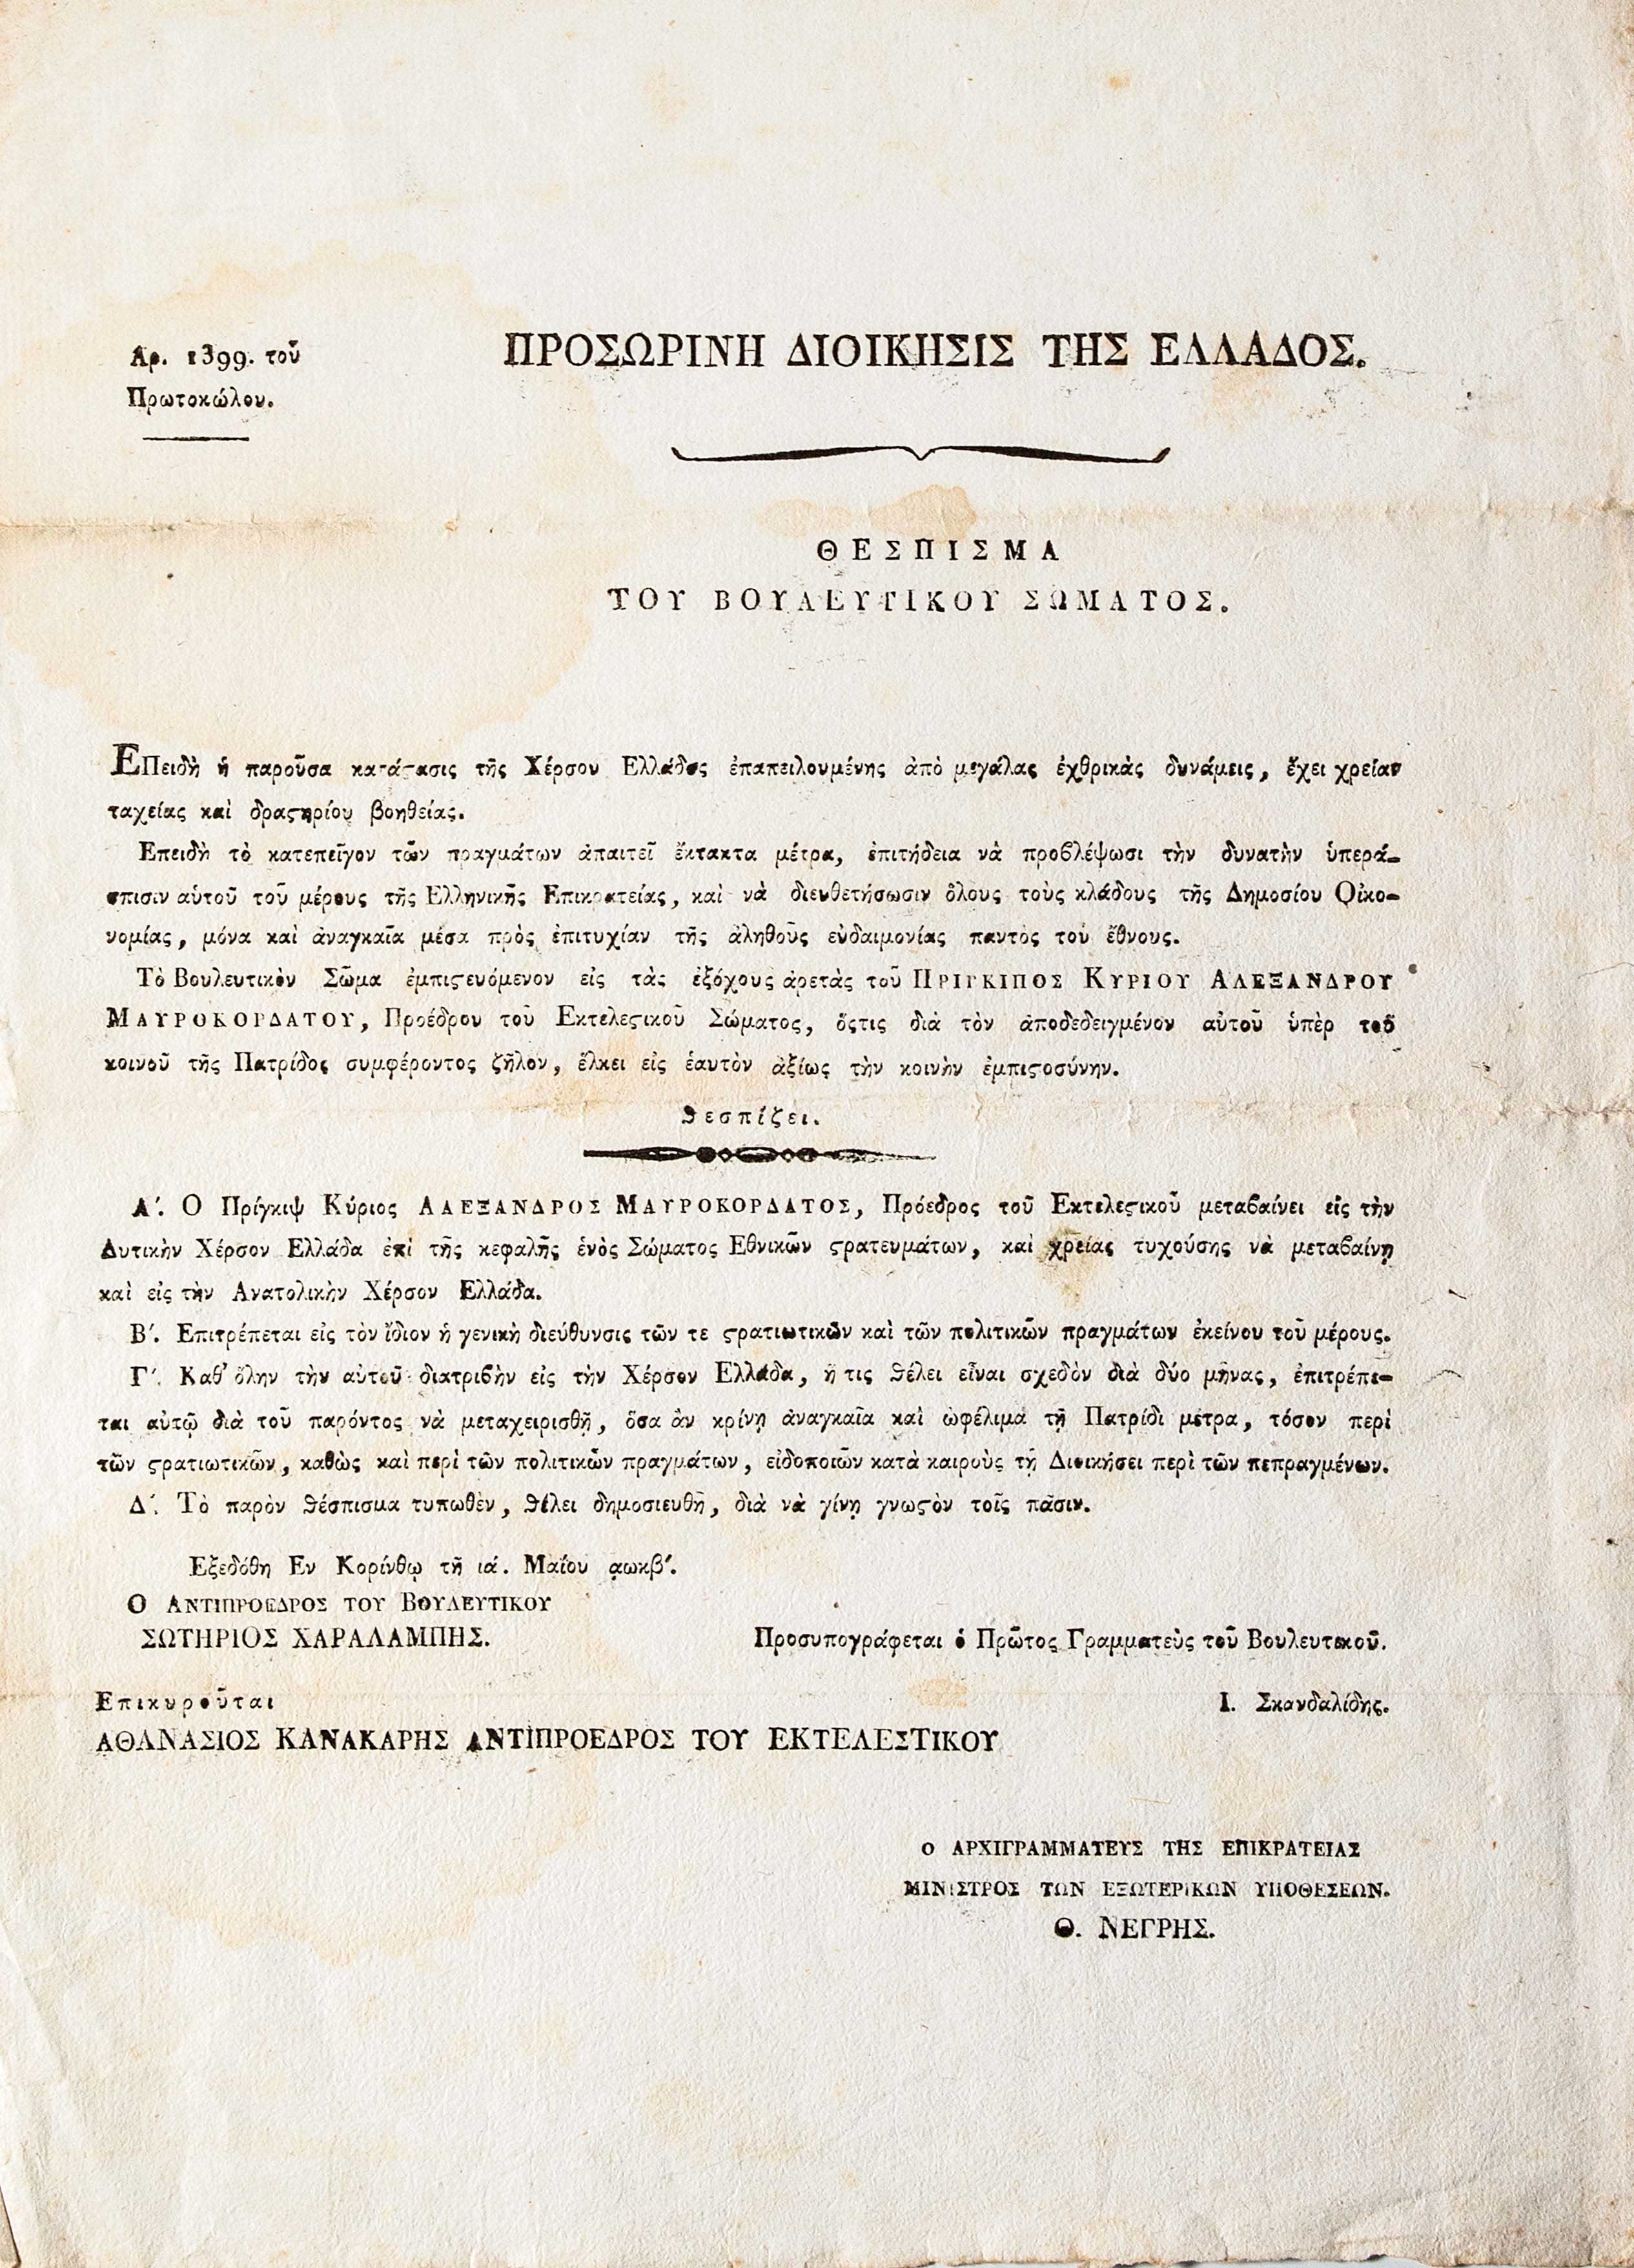 Αρ. 1399. τοῦ
Πρωτοκώλου.
ΠΡΟΣΩΡΙΝΗ ΔΙΟΙΚΗΣΙΣ ΤΗΣ ΕΛΛΑΔΟΣ.
ΘΕΣΠΙΣΜΑ
ΤΟΥ ΒΟΥΛΕΥΤΙΚΟΥ ΣΩΜΑΤΟΣ.
ΕΠειδὴ ἡ παροῦσα κατάϛασις τῆς Χέρσου Ελλάδος ἐπαπειλουμένης ἀπὸ μεγάλας ἐχθρικὰς δυνάμεις, ἔχει χρείαν
ταχείας καὶ δραϛηρίου βοηθείας.
Επειδὴ τὸ κατεπεῖγον τῶν πραγμάτων ἀπαιτεῖ ἔκτακτα μέτρα, ἐπιτήδεια νὰ προβλέψωσι τὴν δυνατὴν ὑπερά-
σπισιν αὐτοῦ τοῦ μέρους τῆς Ελληνικῆς Επικρατείας, καὶ νὰ διευθετήσωσιν ὅλους τοὺς κλάδους τῆς Δημοσίου Οἰκο-
νομίας, μόνα καὶ ἀναγκαῖα μέσα πρὸς ἐπιτυχίαν τῆς ἀληθοῦς εὐδαιμονίας παντὸς τοῦ ἔθνους.
Τὸ Βουλευτικὸν Σῶμα ἐμπιϛευόμενον εἰς τὰς ἐξόχους ἀρετὰς τοῦ ΠΡΙΓΚΙΠΟΣ ΚΥΡΙΟΥ ΑΛΕΞΑΝΔΡΟΥ
ΜΑΥΡΟΚΟΡΔΑΤΟΥ, Προέδρου τοῦ Εκτελεϛικοῦ Σώματος, ὅϛτις διὰ τὸν ἀποδεδειγμένον αὐτοῦ ὑπὲρ τοῦ
κοινοῦ τῆς Πατρίδος συμφέροντος ζῆλον, ἕλκει εἰς ἑαυτὸν ἀξίως τὴν κοινὴν ἐμπιϛοσύνην.
Θεσπίζει.
Α΄. Ο Πρίγκιψ Κύριος ΑΛΕΞΑΝΔΡΟΣ ΜΑΥΡΟΚΟΡΔΑΤΟΣ, Πρόεδρος τοῦ Εκτελεϛικοῦ μεταβαίνει εἰς τὴν
Δυτικὴν Χέρσον Ελλάδα ἐπὶ τῆς κεφαλῆς ἑνὸς Σώματος Εθνικῶν ϛρατευμάτων, καὶ χρείας τυχούσης νὰ μεταβαίνῃ
καὶ εἰς τὴν Ανατολικὴν Χέρσον Ελλάδα.
Β΄. Επιτρέπεται εἰς τὸν ἴδιον ἡ γενικὴ διεύθυνσις τῶν τε ϛρατιωτικῶν καὶ τῶν πολιτικῶν πραγμάτων ἐκείνου τοῦ μέρους.
Γ΄. Καθ' ὅλην τὴν αὐτοῦ διατριβὴν εἰς τὴν Χέρσον Ελλάδα, ἥ τις θέλει εἶναι σχεδὸν διὰ δύο μῆνας, ἐπιτρέπε-
ται αὐτῷ διὰ τοῦ παρόντος νὰ μεταχειρισθῇ, ὅσα ἂν κρίνῃ ἀναγκαῖα καὶ ὠφέλιμα τῇ Πατρίδι μέτρα, τόσον περὶ
τῶν ϛρατιωτικῶν, καθὼς καὶ περὶ τῶν πολιτικῶν πραγμάτων, εἰδοποιῶν κατὰ καιροὺς τῇ Διοικήσει περὶ τῶν πεπραγμένων.
Δ΄. Τὸ παρὸν θέσπισμα τυπωθὲν, θέλει δημοσιευθῆ, διὰ νὰ γίνῃ γνωϛὸν τοῖς πᾶσιν.
Εξεδόθη Εν Κορίνθῳ τῇ ιά. Μαΐου αωκβ΄.
Ο ΑΝΤΙΠΡΟΕΔΡΟΣ ΤΟΥ ΒΟΥΛΕΥΤΙΚΟΥ
ΣΩΤΗΡΙΟΣ ΧΑΡΑΛΑΜΠΗΣ.
Προσυπογράφεται ὁ Πρῶτος Γραμματεὺς τοῦ Βουλευτικοῦ.
Ι. Σκανδαλίδης.
Επικυροῦται
ΑΘΑΝΑΣΙΟΣ ΚΑΝΑΚΑΡΗΣ ΑΝΤΙΠΡΟΕΔΡΟΣ ΤΟΥ ΕΚΤΕΛΕΣΤΙΚΟΥ
Ο ΑΡΧΙΓΡΑΜΜΑΤΕΥΣ ΤΗΣ ΕΠΙΚΡΑΤΕΙΑΣ
ΜΙΝΙΣΤΡΟΣ ΤΩΝ ΕΞΩΤΕΡΙΚΩΝ ΥΠΟΘΕΣΕΩΝ.
Θ. ΝΕΓΡΗΣ.